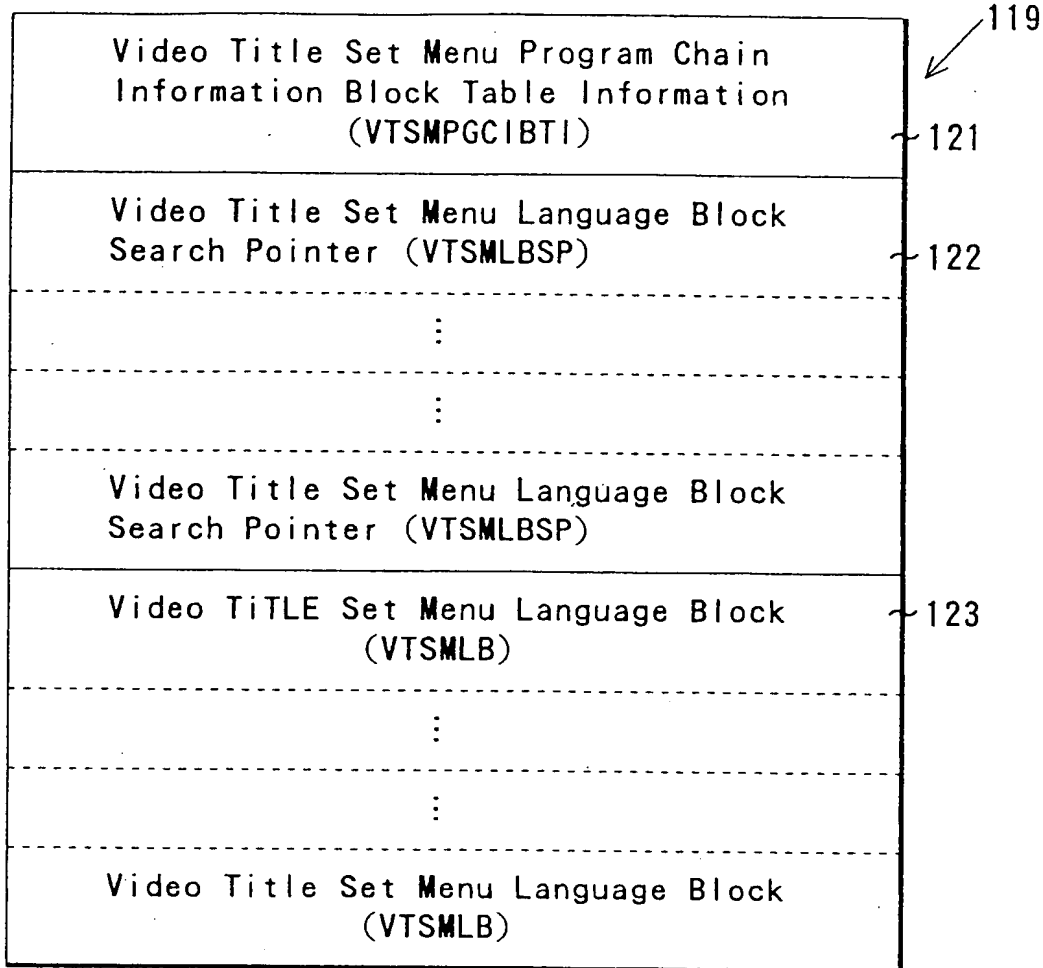 119
Video Title Set Menu Program Chain
Information Block Table Information
(VTSMPGCIBTI)
121
Video Title Set Menu Language Block
Search Pointer (VTSMLBSP)
122
⋮
⋮
Video Title Set Menu Language Block
Search Pointer (VTSMLBSP)
Video TiTLE Set Menu Language Block
(VTSMLB)
123
⋮
⋮
Video Title Set Menu Language Block
(VTSMLB)